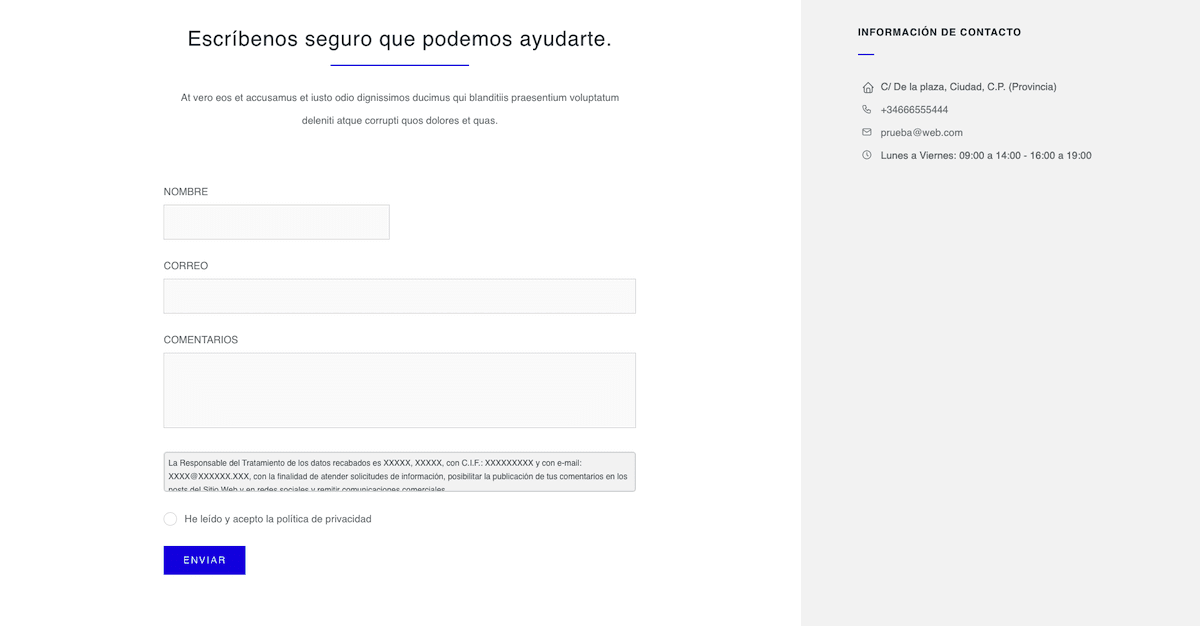 Escríbenos seguro que podemos ayudarte.
At vero eos et accusamus et iusto odio dignissimos ducimus qui blanditiis praesentium voluptatum
deleniti atque corrupti quos dolores et quas.
NOMBRE
CORREO
COMENTARIOS
La Responsable del Tratamiento de los datos recabados es XXXXX, XXXXX, con C.I.F.: XXXXXXXXX y con e-mail:
XXXX@XXXXXX.XXX, con la finalidad de atender solicitudes de información, posibilitar la publicación de tus comentarios en los
posts del Sitio Web y en redes sociales y remitir comunicaciones comerciales.
He leído y acepto la política de privacidad
ENVIAR
INFORMACIÓN DE CONTACTO
C/ De la plaza, Ciudad, C.P. (Provincia)
+34666555444
prueba@web.com
Lunes a Viernes: 09:00 a 14:00 - 16:00 a 19:00